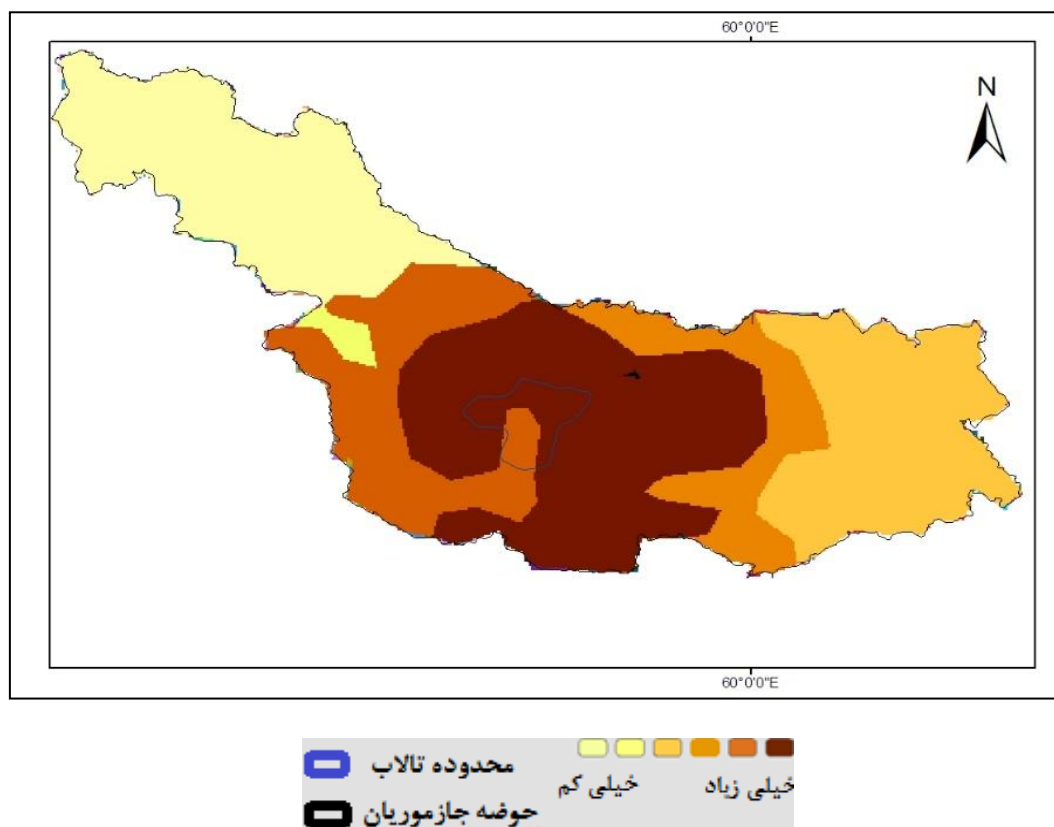 60°0'0"E
N
60°0'0"E
محدوده تالاب
خیلی کم
خیلی زیاد
حوضه جازموریان